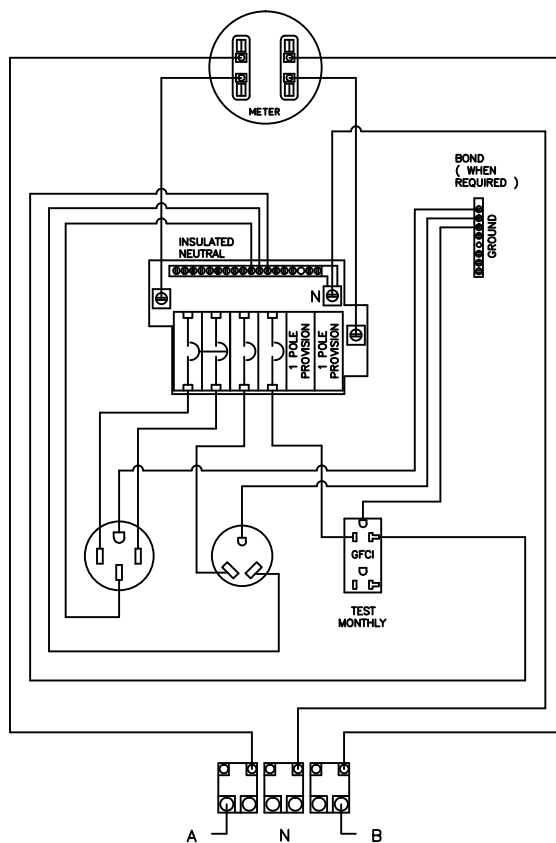 METER
BOND
( WHEN
REQUIRED )
GROUND
INSULATED
NEUTRAL
N
1 POLE
PROVISION
1 POLE
PROVISION
GFCI
TEST
MONTHLY
A
N
B